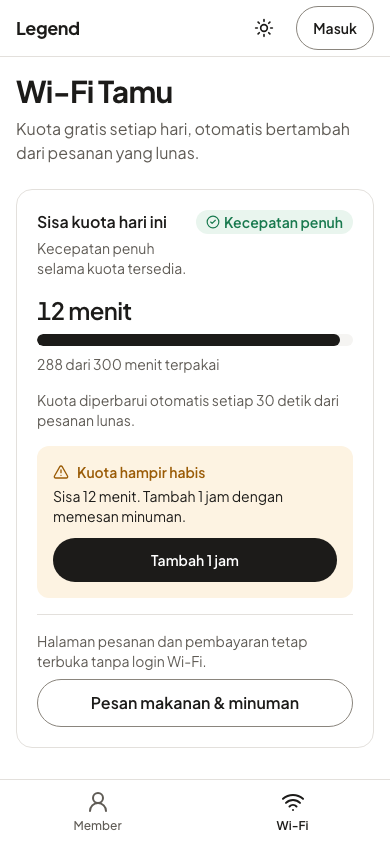 Legend
Masuk
Wi-Fi Tamu
Kuota gratis setiap hari, otomatis bertambah
dari pesanan yang lunas.
Sisa kuota hari ini
Kecepatan penuh
Kecepatan penuh
selama kuota tersedia.
12 menit
288 dari 300 menit terpakai
Kuota diperbarui otomatis setiap 30 detik dari
pesanan lunas.
Kuota hampir habis
Sisa 12 menit. Tambah 1 jam dengan
memesan minuman.
Tambah 1 jam
Halaman pesanan dan pembayaran tetap
terbuka tanpa login Wi-Fi.
Pesan makanan & minuman
Member
Wi-Fi